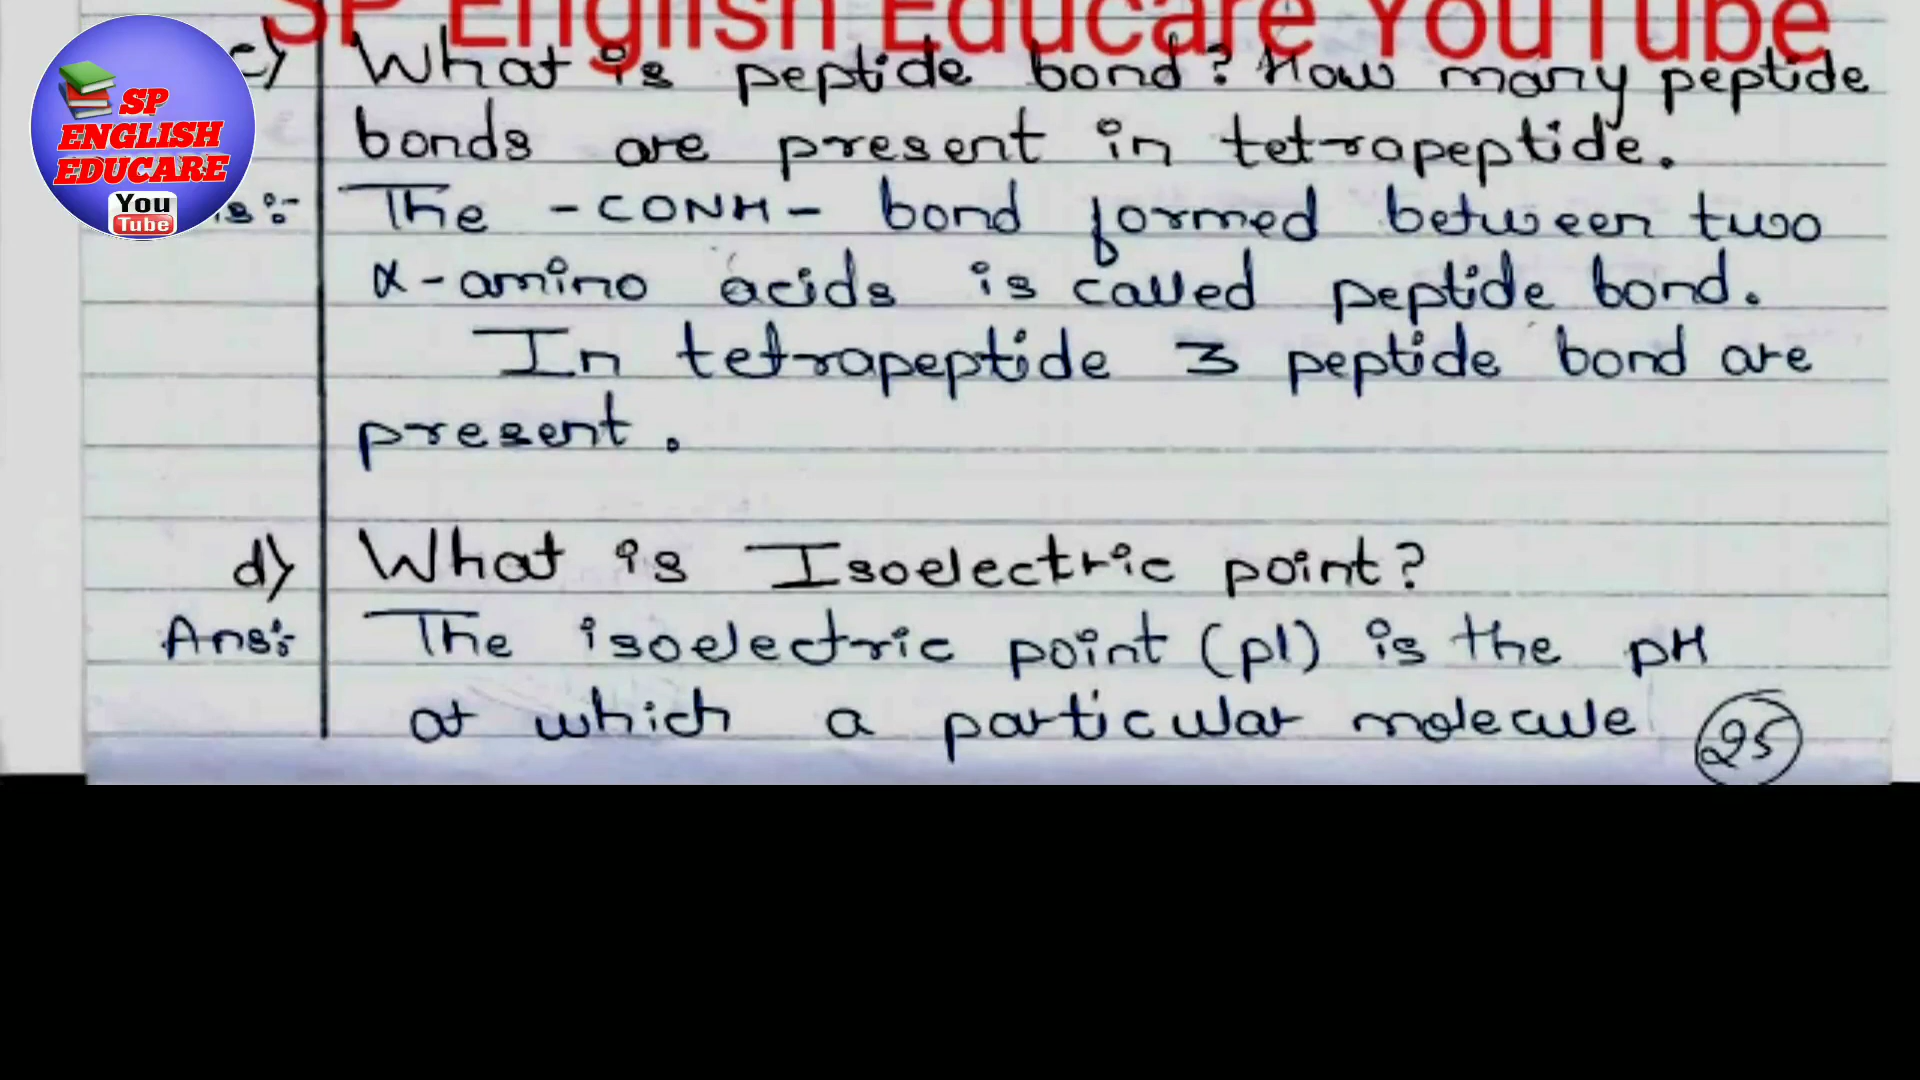 SP English Educare YouTube
SP
ENGLISH
EDUCARE
You
Tube
c) What is peptide bond? How many peptide
bonds are present in tetrapeptide.
The -CONH- bond formed between two
α-amino acids is called peptide bond.
In tetrapeptide 3 peptide bond are
present.
d) What is Isoelectric point?
Ans:- The isoelectric point (pI) is the pH
at which a particular molecule
25